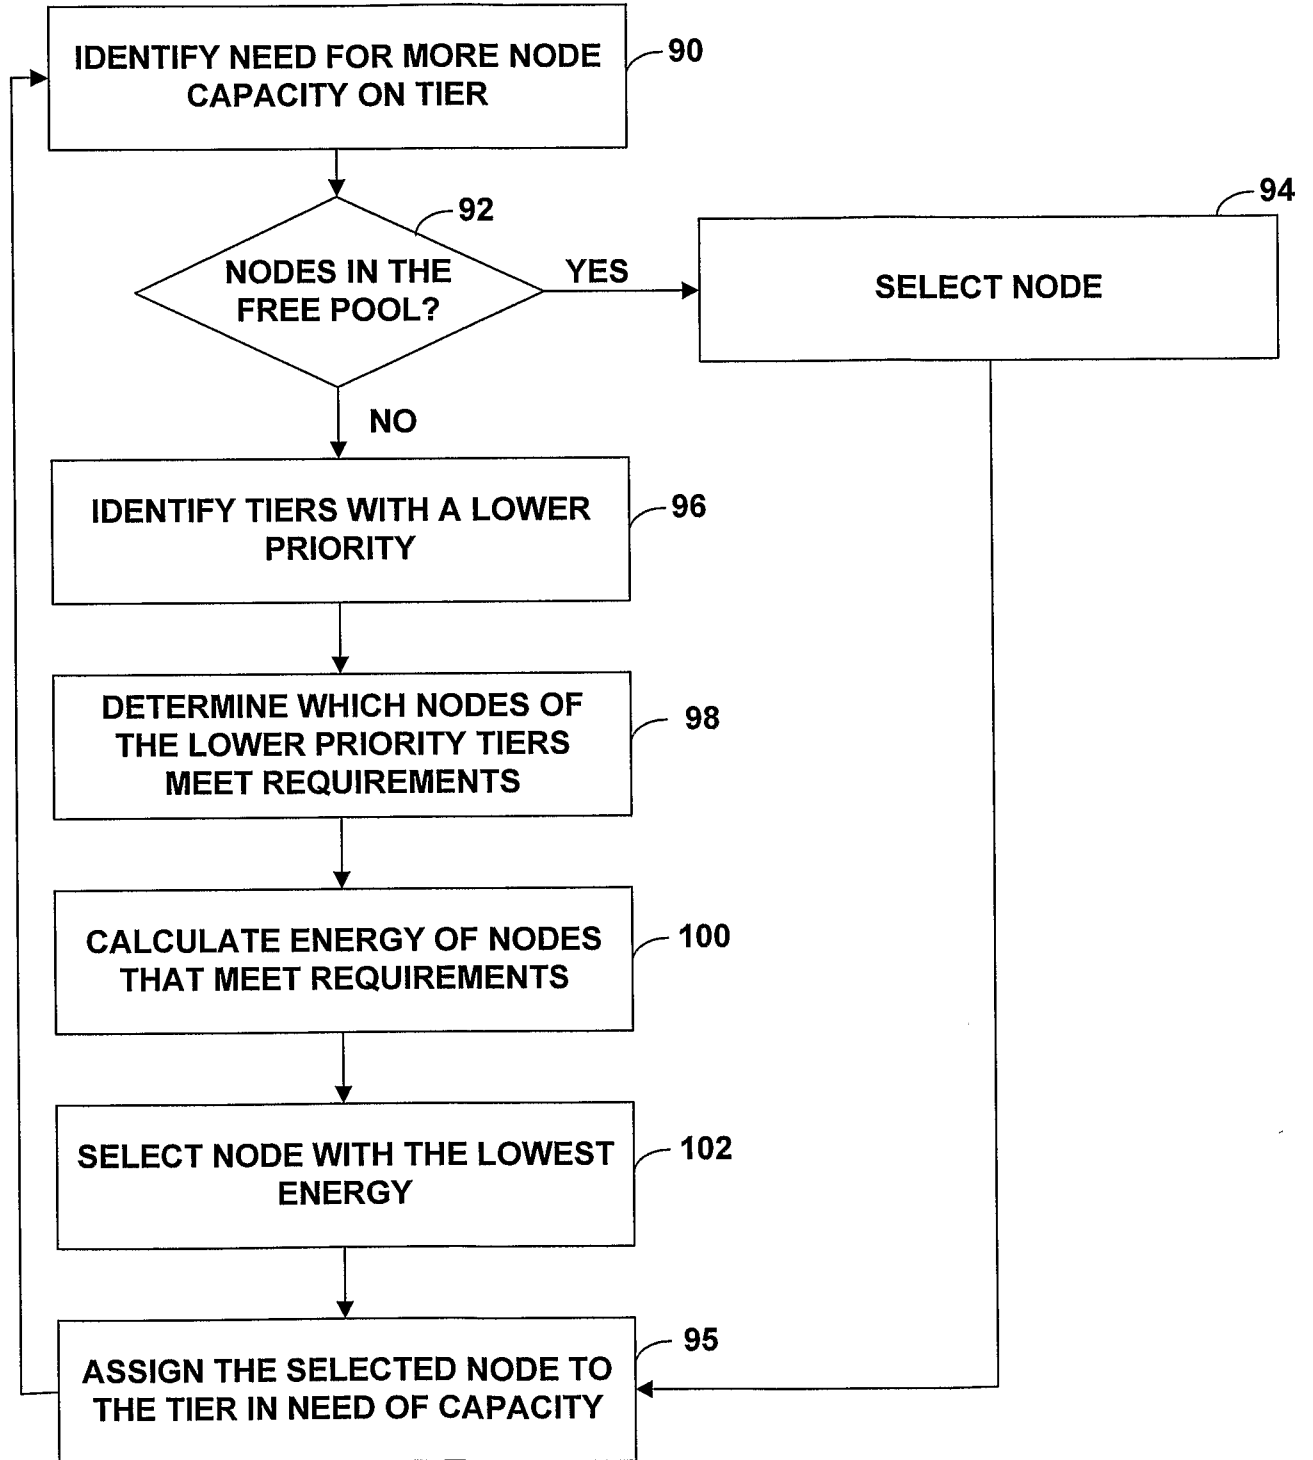 IDENTIFY NEED FOR MORE NODE
CAPACITY ON TIER
90
92
NODES IN THE
FREE POOL?
YES
94
SELECT NODE
NO
IDENTIFY TIERS WITH A LOWER
PRIORITY
96
DETERMINE WHICH NODES OF
THE LOWER PRIORITY TIERS
MEET REQUIREMENTS
98
CALCULATE ENERGY OF NODES
THAT MEET REQUIREMENTS
100
SELECT NODE WITH THE LOWEST
ENERGY
102
ASSIGN THE SELECTED NODE TO
THE TIER IN NEED OF CAPACITY
95